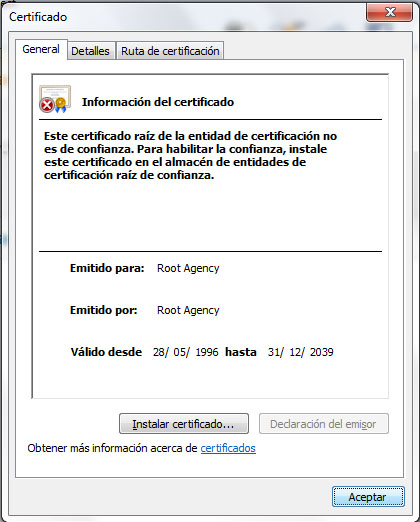 Certificado
General
Detalles
Ruta de certificación
Información del certificado
Este certificado raíz de la entidad de certificación no
es de confianza. Para habilitar la confianza, instale
este certificado en el almacén de entidades de
certificación raíz de confianza.
Emitido para: Root Agency
Emitido por: Root Agency
Válido desde 28/ 05/ 1996 hasta 31/ 12/ 2039
Instalar certificado...
Declaración del emisor
Obtener más información acerca de certificados
Aceptar